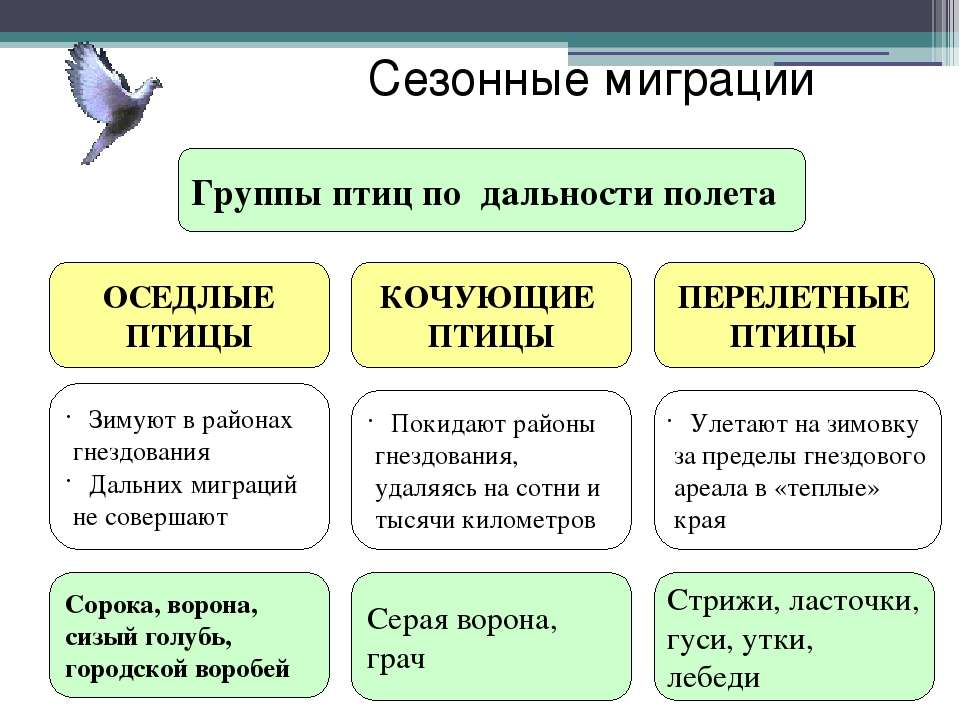 Сезонные миграции
Группы птиц по дальности полета
ОСЕДЛЫЕ
ПТИЦЫ
КОЧУЮЩИЕ
ПТИЦЫ
ПЕРЕЛЕТНЫЕ
ПТИЦЫ
· Зимуют в районах
гнездования
· Дальних миграций
не совершают
· Покидают районы
гнездования,
удаляясь на сотни и
тысячи километров
· Улетают на зимовку
за пределы гнездового
ареала в «теплые»
края
Сорока, ворона,
сизый голубь,
городской воробей
Серая ворона,
грач
Стрижи, ласточки,
гуси, утки,
лебеди